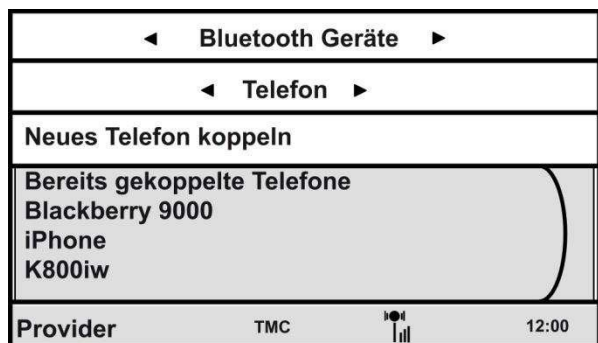 Bluetooth Geräte
Telefon
Neues Telefon koppeln
Bereits gekoppelte Telefone
Blackberry 9000
iPhone
K800iw
Provider TMC 12:00